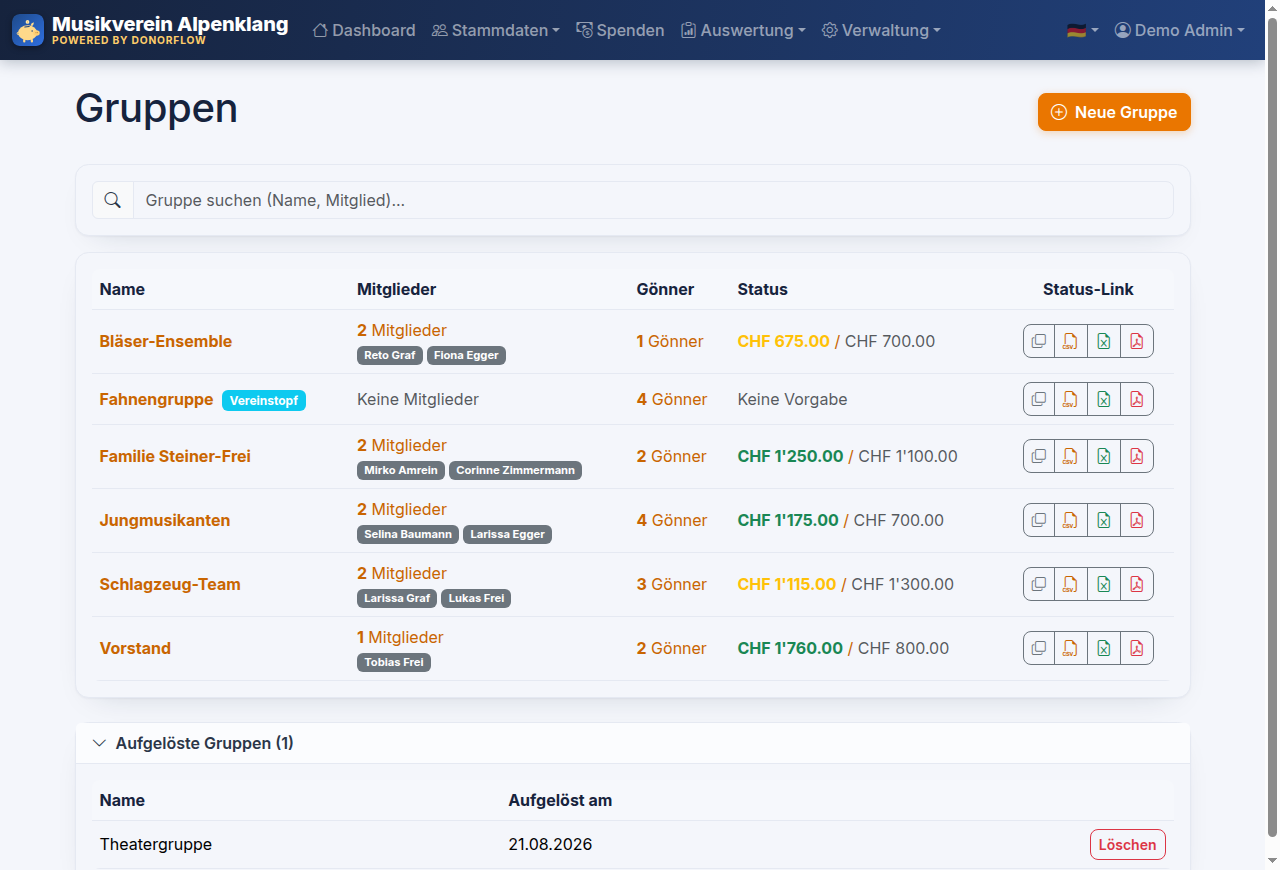 Musikverein Alpenklang
POWERED BY DONORFLOW
Dashboard Stammdaten Spenden Auswertung Verwaltung Demo Admin
Gruppen
Neue Gruppe
Gruppe suchen (Name, Mitglied)...
Name Mitglieder Gönner Status Status-Link
Bläser-Ensemble 2 Mitglieder 1 Gönner CHF 675.00 / CHF 700.00
Reto Graf Fiona Egger
Fahnengruppe Vereinstopf Keine Mitglieder 4 Gönner Keine Vorgabe
Familie Steiner-Frei 2 Mitglieder 2 Gönner CHF 1'250.00 / CHF 1'100.00
Mirko Amrein Corinne Zimmermann
Jungmusikanten 2 Mitglieder 4 Gönner CHF 1'175.00 / CHF 700.00
Selina Baumann Larissa Egger
Schlagzeug-Team 2 Mitglieder 3 Gönner CHF 1'115.00 / CHF 1'300.00
Larissa Graf Lukas Frei
Vorstand 1 Mitglieder 2 Gönner CHF 1'760.00 / CHF 800.00
Tobias Frei
Aufgelöste Gruppen (1)
Name Aufgelöst am
Theatergruppe 21.08.2026 Löschen